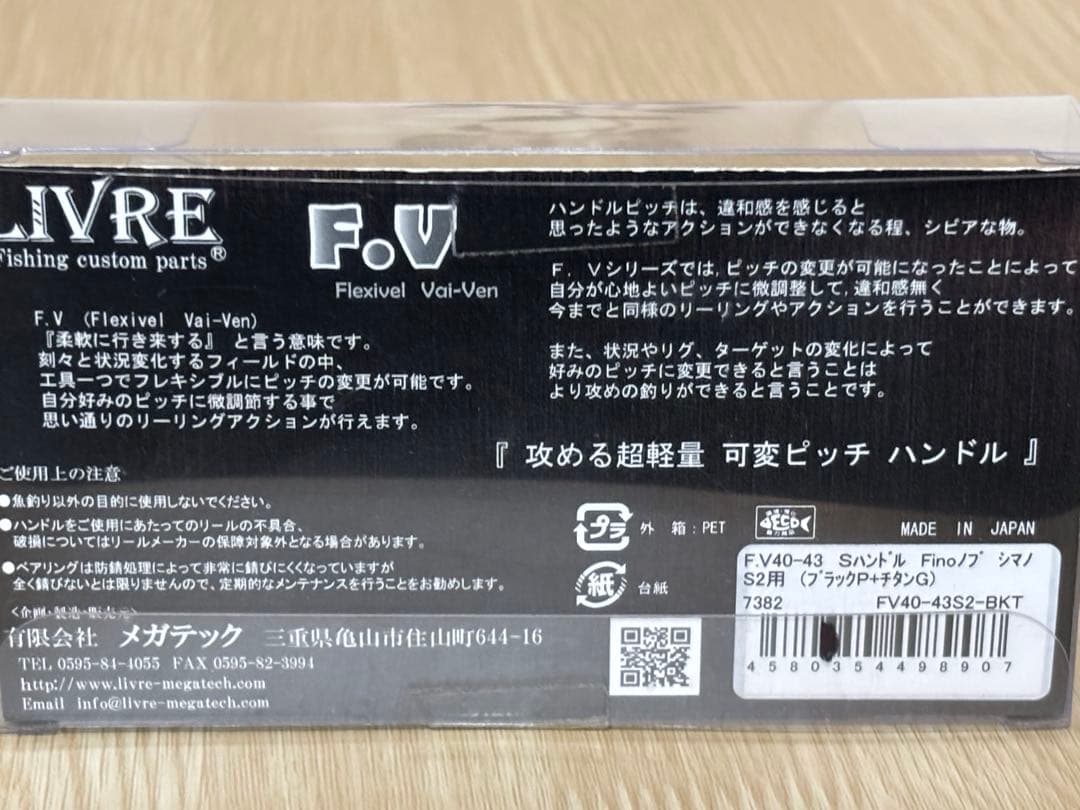 LIVRE
Fishing custom parts®
F.V
Flexivel Vai-Ven
F.V (Flexivel Vai-Ven)
『柔軟に行き来する』 と言う意味です。
刻々と状況変化するフィールドの中、
工具一つでフレキシブルにピッチの変更が可能です。
自分好みのピッチに微調節する事で
思い通りのリーリングアクションが行えます。
ハンドルピッチは、違和感を感じると
思ったようなアクションができなくなる程、シビアな物。
F．Vシリーズでは,ピッチの変更が可能になったことによって
自分が心地よいピッチに微調整して,違和感無く
今までと同様のリーリングやアクションを行うことができます。
また、状況やリグ、ターゲットの変化によって
好みのピッチに変更できると言うことは
より攻めの釣りができると言うことです。
『 攻める超軽量 可変ピッチ ハンドル 』
ご使用上の注意
●魚釣り以外の目的に使用しないでください。
●ハンドルをご使用にあたってのリールの不具合、
破損についてはリールメーカーの保障対象外となる場合があります。
●ベアリングは防錆処理によって非常に錆びにくくなっていますが
全く錆びないとは限りませんので、定期的なメンテナンスを行うことをお勧めします。
<企画・製造・販売元>
有限会社 メガテック 三重県亀山市住山町644-16
TEL 0595-84-4055 FAX 0595-82-3994
http://www.livre-megatech.com
Email info@livre-megatech.com
プラ 外 箱：PET
紙 台紙
ECO
MADE IN JAPAN
F.V40-43 Sﾊﾝﾄﾞﾙ Finoﾉﾌﾞ ｼﾏﾉ
S2用 (ﾌﾞﾗｯｸP+ﾁﾀﾝG)
7382 FV40-43S2-BKT
4580354498907